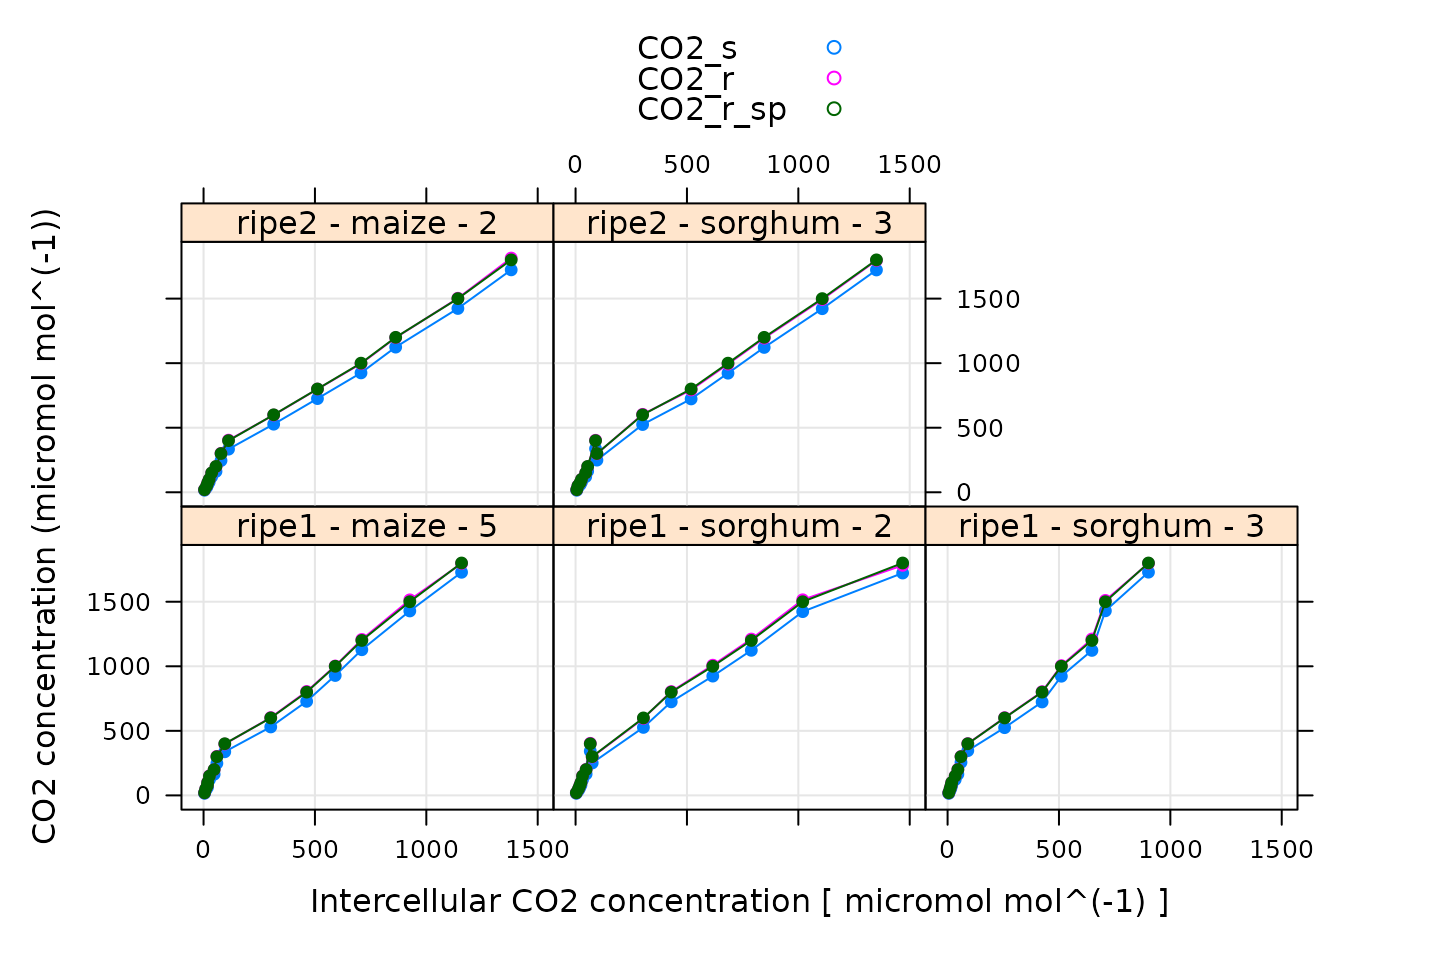 CO2_s
CO2_r
CO2_r_sp
0 500 1000 1500
ripe2 - maize - 2 ripe2 - sorghum - 3
1500
1000
500
0
ripe1 - maize - 5 ripe1 - sorghum - 2 ripe1 - sorghum - 3
1500
1000
500
0
0 500 1000 1500 0 500 1000 1500
CO2 concentration (micromol mol^(-1))
Intercellular CO2 concentration [ micromol mol^(-1) ]